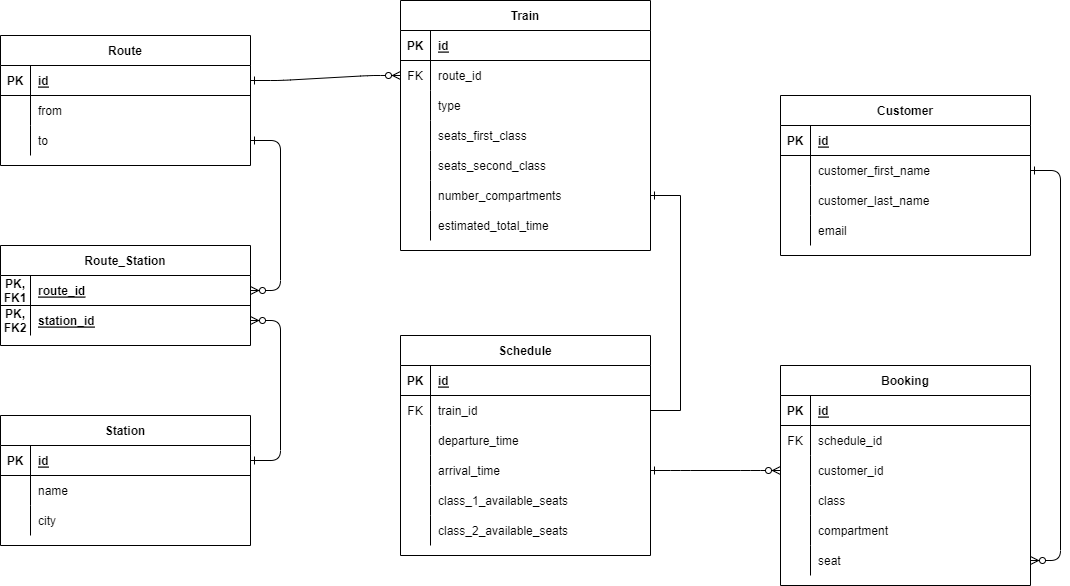 Route
PK id
from
to
Route_Station
PK, FK1 route_id
PK, FK2 station_id
Station
PK id
name
city
Train
PK id
FK route_id
type
seats_first_class
seats_second_class
number_compartments
estimated_total_time
Schedule
PK id
FK train_id
departure_time
arrival_time
class_1_available_seats
class_2_available_seats
Customer
PK id
customer_first_name
customer_last_name
email
Booking
PK id
FK schedule_id
customer_id
class
compartment
seat